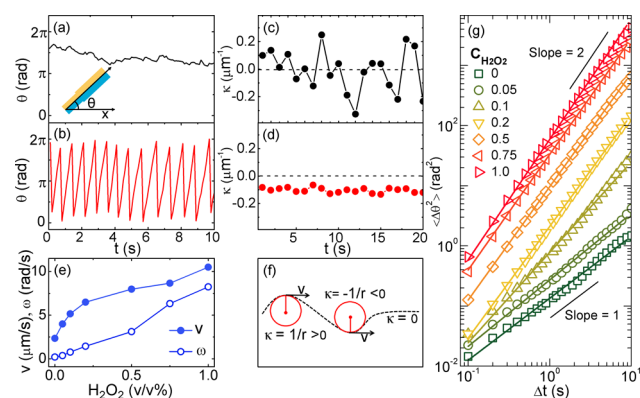 (a)
2π
π
0
θ (rad)
θ
x
(b)
2π
π
0
θ (rad)
0 2 4 6 8 10
t (s)
(c)
0.2
0.0
-0.2
κ (μm⁻¹)
(d)
0.2
0.0
-0.2
κ (μm⁻¹)
5 10 15 20
t (s)
(e)
10
5
0
v (μm/s), ω (rad/s)
V
ω
0.0 0.5 1.0
H₂O₂ (v/v%)
(f)
V
κ= -1/r <0
κ = 1/r >0
V
κ = 0
(g)
Slope = 2
C_H₂O₂
0
0.05
0.1
0.2
0.5
0.75
1.0
Slope = 1
10²
10⁰
10⁻²
<Δθ²> (rad²)
10⁻¹ 10⁰ 10¹
Δt (s)